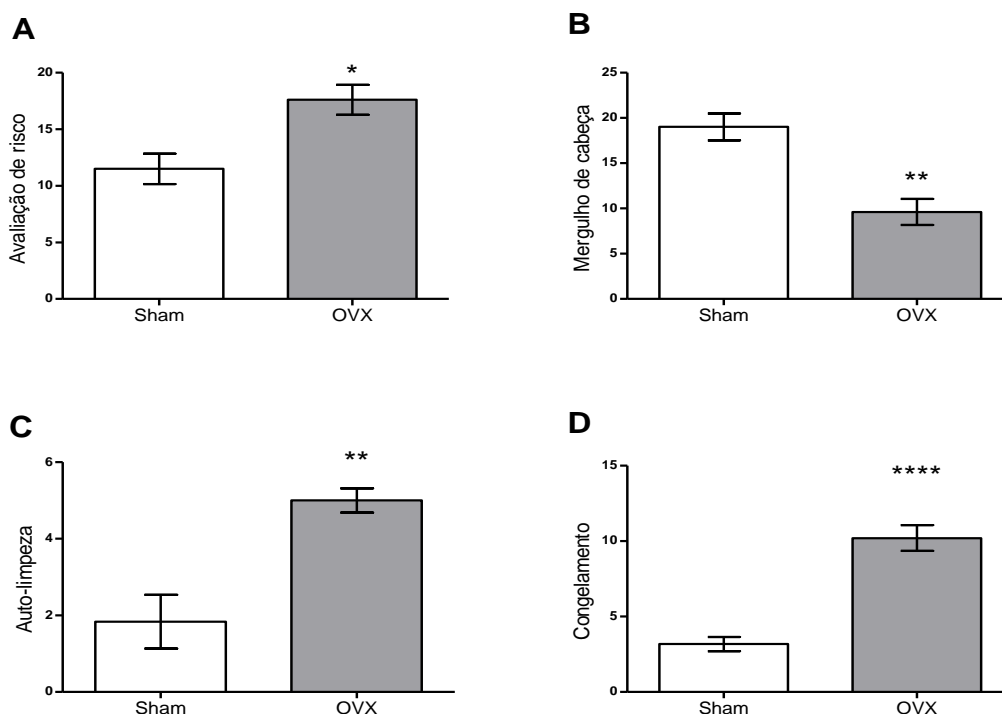 A
Avaliação de risco
20
15
10
5
0
*
Sham
OVX
B
Mergulho de cabeça
25
20
15
10
5
0
**
Sham
OVX
C
Auto-limpeza
6
4
2
0
**
Sham
OVX
D
Congelamento
15
10
5
0
****
Sham
OVX